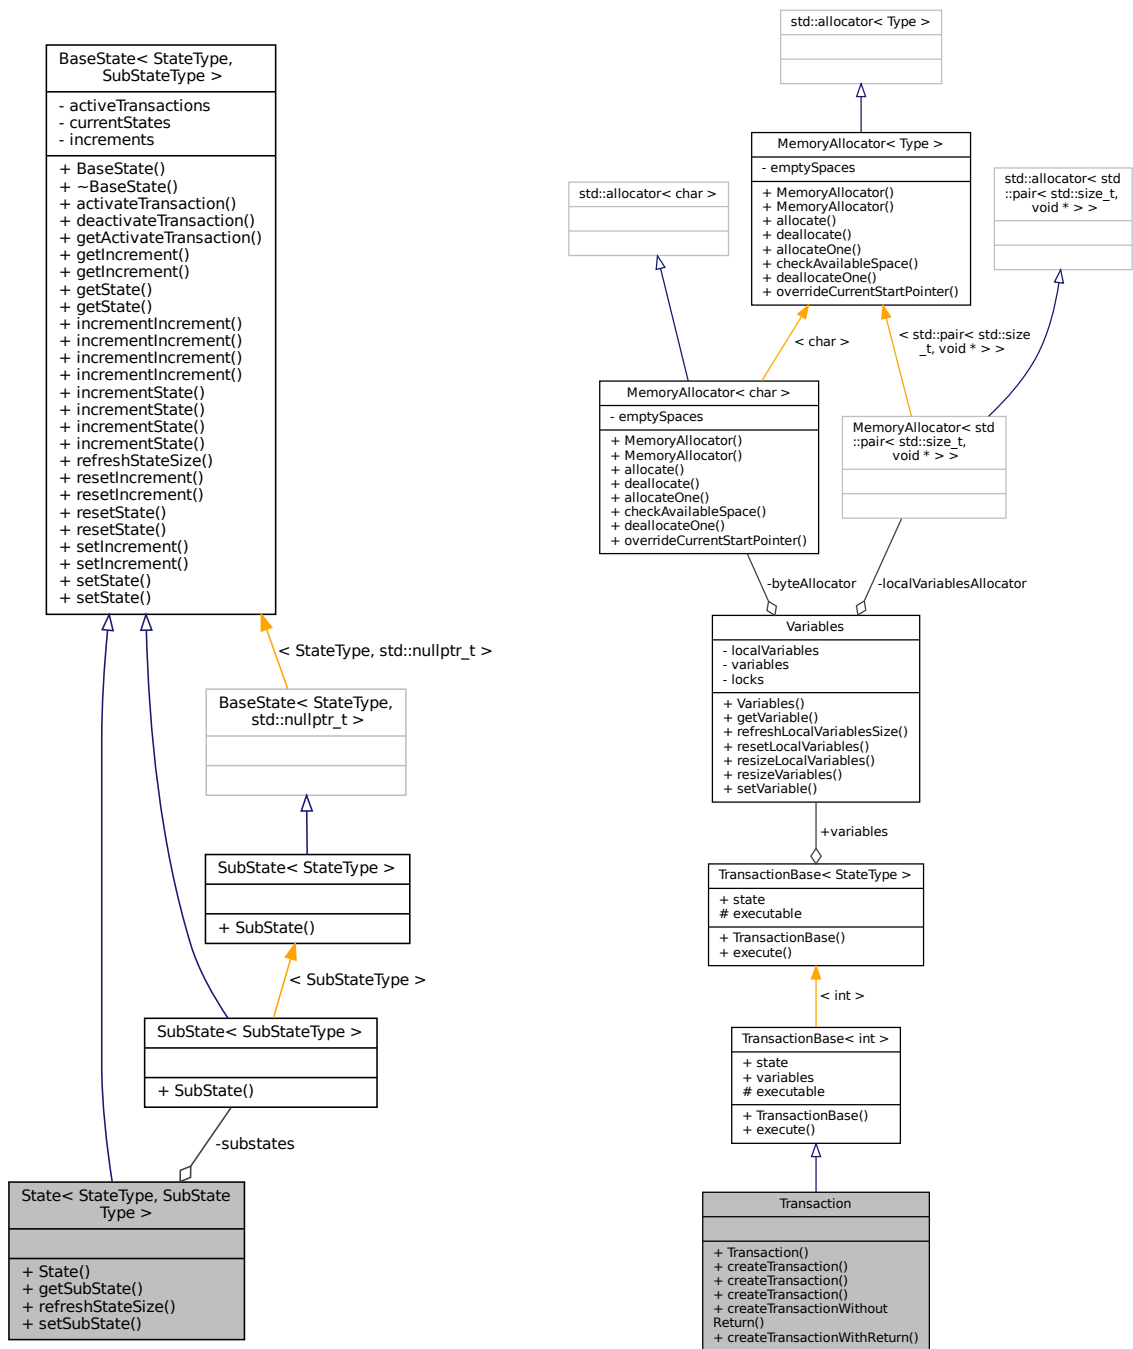 BaseState< StateType,
SubStateType >
- activeTransactions
- currentStates
- increments
+ BaseState()
+ ~BaseState()
+ activateTransaction()
+ deactivateTransaction()
+ getActivateTransaction()
+ getIncrement()
+ getIncrement()
+ getState()
+ getState()
+ incrementIncrement()
+ incrementIncrement()
+ incrementIncrement()
+ incrementIncrement()
+ incrementState()
+ incrementState()
+ incrementState()
+ incrementState()
+ refreshStateSize()
+ resetIncrement()
+ resetIncrement()
+ resetState()
+ resetState()
+ setIncrement()
+ setIncrement()
+ setState()
+ setState()
< StateType, std::nullptr_t >
BaseState< StateType,
std::nullptr_t >
SubState< StateType >
+ SubState()
< SubStateType >
SubState< SubStateType >
+ SubState()
-substates
State< StateType, SubState
Type >
+ State()
+ getSubState()
+ refreshStateSize()
+ setSubState()
std::allocator< Type >
MemoryAllocator< Type >
- emptySpaces
+ MemoryAllocator()
+ MemoryAllocator()
+ allocate()
+ deallocate()
+ allocateOne()
+ checkAvailableSpace()
+ deallocateOne()
+ overrideCurrentStartPointer()
std::allocator< char >
std::allocator< std
::pair< std::size_t,
void * > >
< char >
< std::pair< std::size
_t, void * > >
MemoryAllocator< char >
- emptySpaces
+ MemoryAllocator()
+ MemoryAllocator()
+ allocate()
+ deallocate()
+ allocateOne()
+ checkAvailableSpace()
+ deallocateOne()
+ overrideCurrentStartPointer()
MemoryAllocator< std
::pair< std::size_t,
void * > >
-byteAllocator
-localVariablesAllocator
Variables
- localVariables
- variables
- locks
+ Variables()
+ getVariable()
+ refreshLocalVariablesSize()
+ resetLocalVariables()
+ resizeLocalVariables()
+ resizeVariables()
+ setVariable()
+variables
TransactionBase< StateType >
+ state
# executable
+ TransactionBase()
+ execute()
< int >
TransactionBase< int >
+ state
+ variables
# executable
+ TransactionBase()
+ execute()
Transaction
+ Transaction()
+ createTransaction()
+ createTransaction()
+ createTransaction()
+ createTransactionWithout
Return()
+ createTransactionWithReturn()